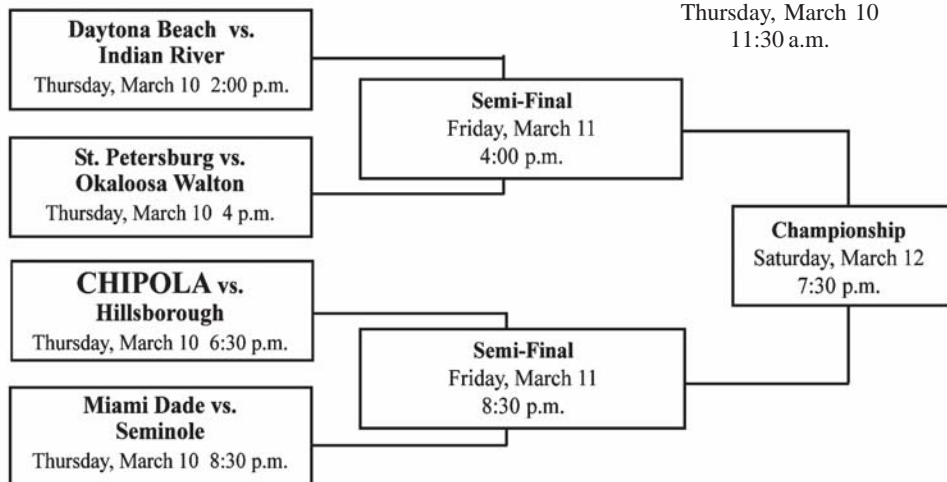 Thursday, March 10
11:30 a.m.
Daytona Beach vs.
Indian River
Thursday, March 10 2:00 p.m.
St. Petersburg vs.
Okaloosa Walton
Thursday, March 10 4 p.m.
CHIPOLA vs.
Hillsborough
Thursday, March 10 6:30 p.m.
Miami Dade vs.
Seminole
Thursday, March 10 8:30 p.m.
Semi-Final
Friday, March 11
4:00 p.m.
Semi-Final
Friday, March 11
8:30 p.m.
Championship
Saturday, March 12
7:30 p.m.